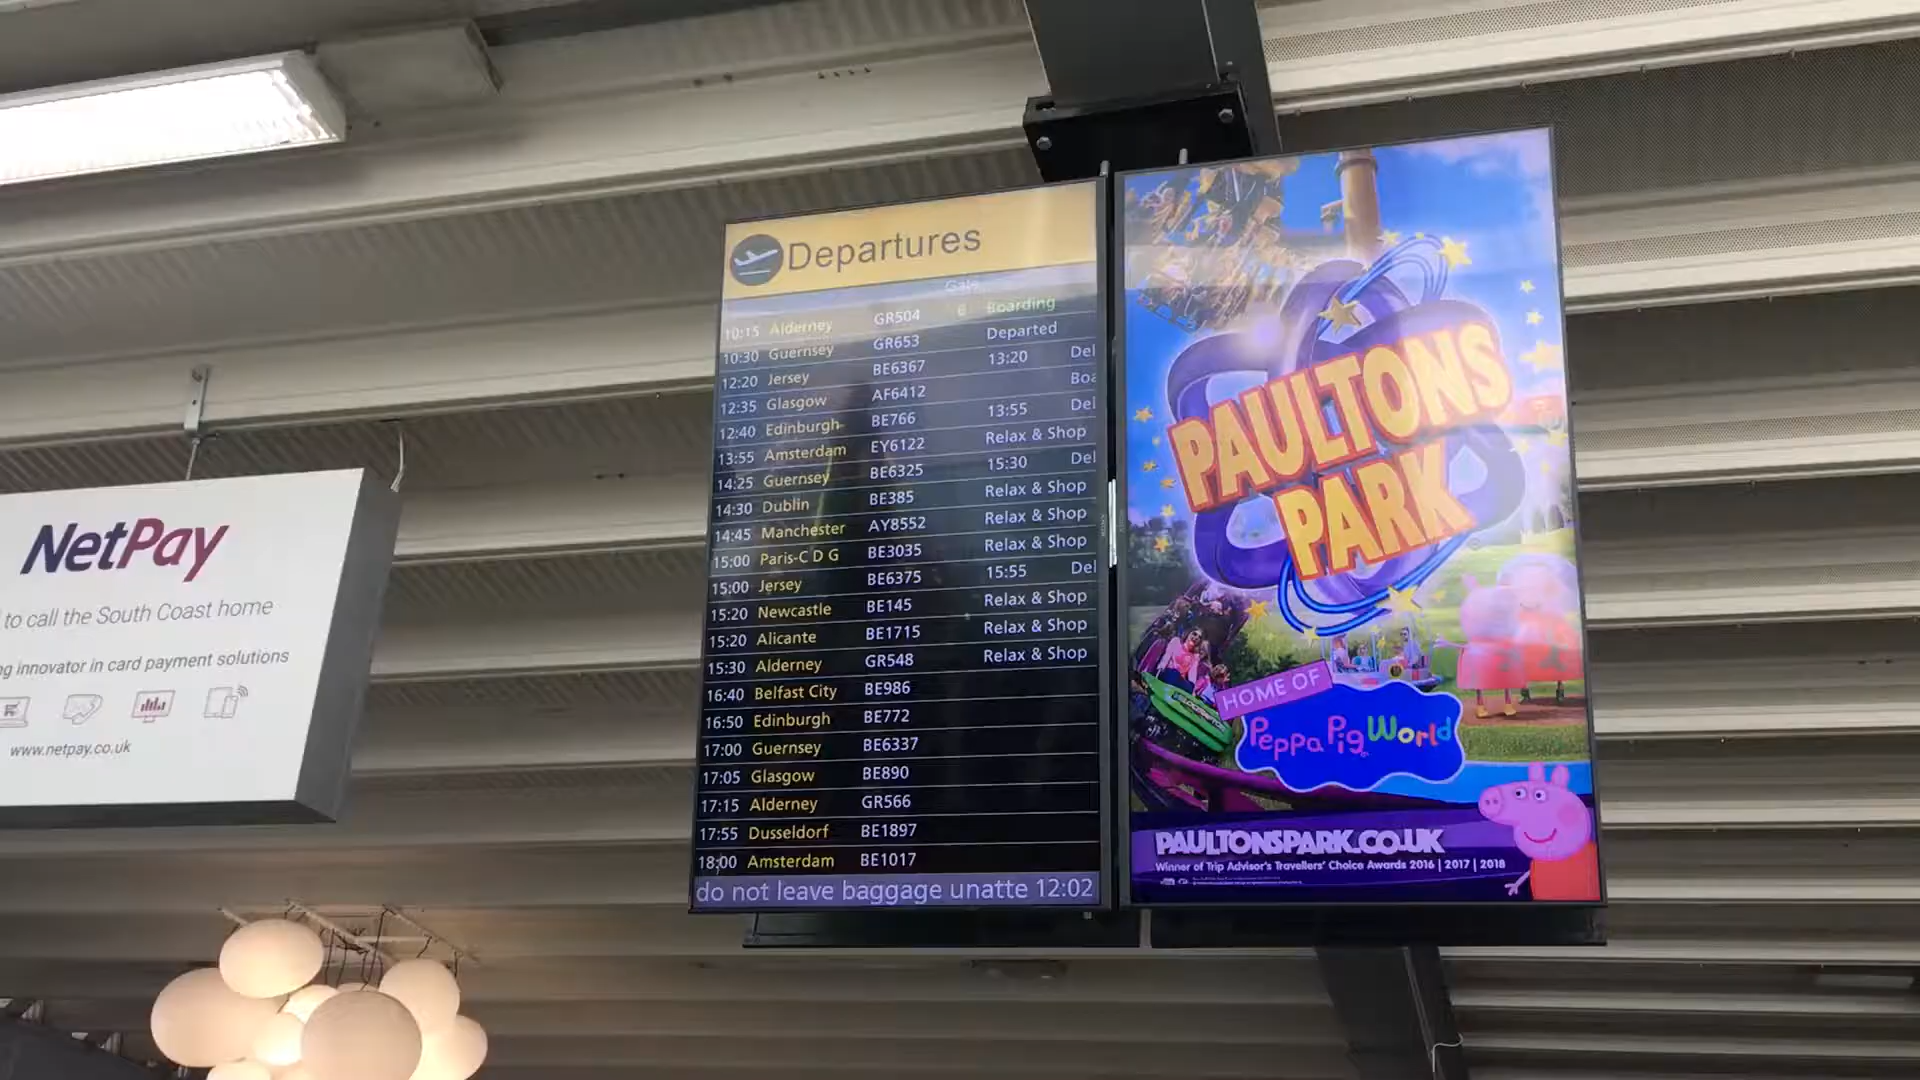 NetPay
to call the South Coast home
innovator in card payment solutions
www.netpay.co.uk
Departures
Gate
10:15 Alderney GR504 6 Boarding
10:30 Guernsey GR653 Departed
12:20 Jersey BE6367 13:20 Del
12:35 Glasgow AF6412 Boa
12:40 Edinburgh BE766 13:55 Del
13:55 Amsterdam EY6122 Relax & Shop
14:25 Guernsey BE6325 15:30 Del
14:30 Dublin BE385 Relax & Shop
14:45 Manchester AY8552 Relax & Shop
15:00 Paris-C D G BE3035 Relax & Shop
15:00 Jersey BE6375 15:55 Del
15:20 Newcastle BE145 Relax & Shop
15:20 Alicante BE1715 Relax & Shop
15:30 Alderney GR548 Relax & Shop
16:40 Belfast City BE986
16:50 Edinburgh BE772
17:00 Guernsey BE6337
17:05 Glasgow BE890
17:15 Alderney GR566
17:55 Dusseldorf BE1897
18:00 Amsterdam BE1017
do not leave baggage unatte 12:02
PAULTONS
PARK
HOME OF
Peppa Pig World
PAULTONSPARK.CO.UK
Winner of Trip Advisor's Travellers' Choice Awards 2016 | 2017 | 2018